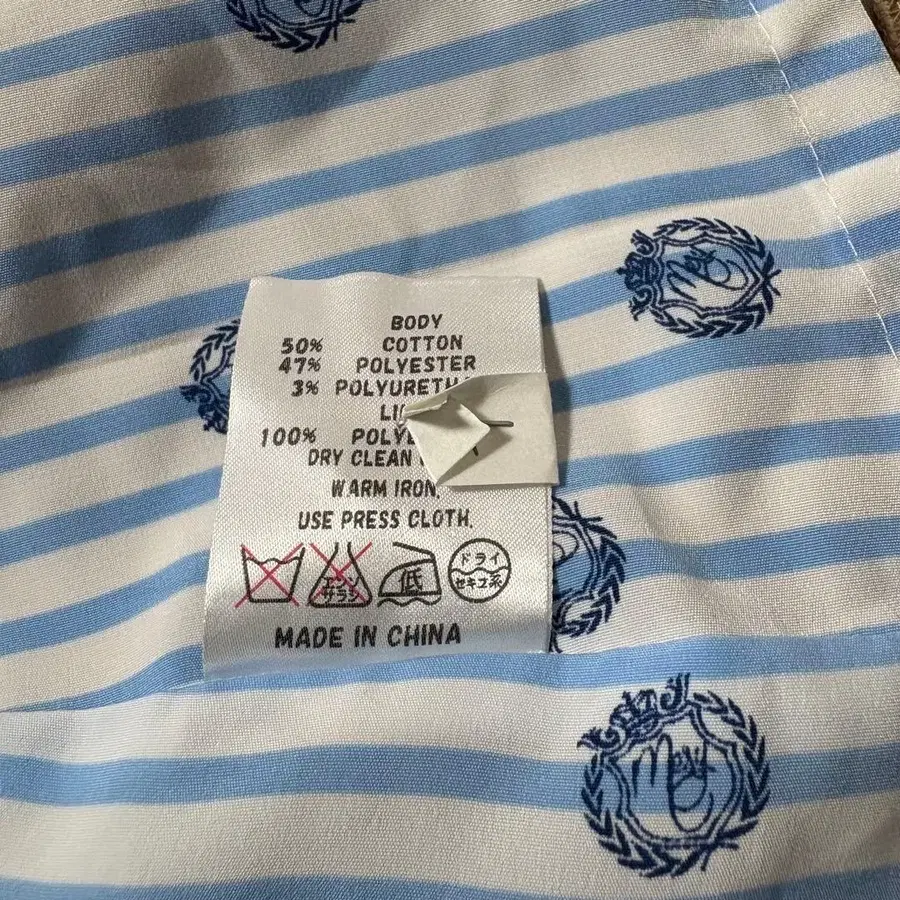 BODY
50% COTTON
47% POLYESTER
3% POLYURETHA
LI
100% POLYE
DRY CLEAN
WARM IRON.
USE PRESS CLOTH.
エンソ サラシ
低
ドライ
セキユ系
MADE IN CHINA